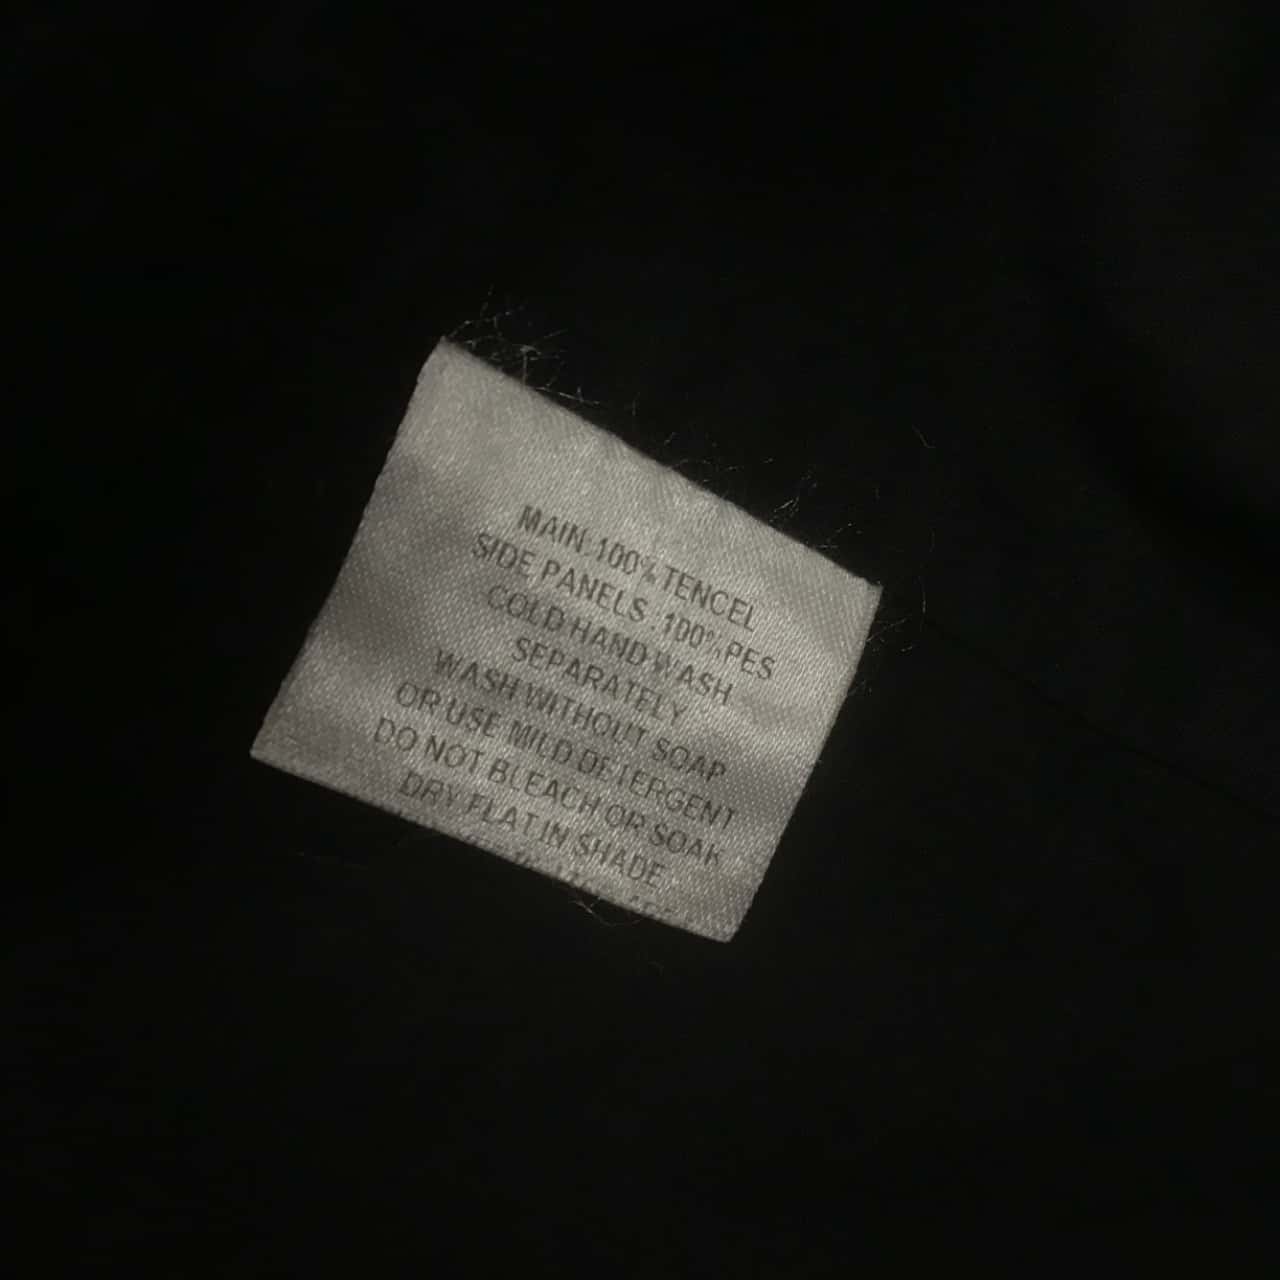 MAIN 100% TENCEL
SIDE PANELS 100% PES
COLD HAND WASH
SEPARATELY
WASH WITHOUT SOAP
OR USE MILD DETERGENT
DO NOT BLEACH OR SOAK
DRY FLAT IN SHADE